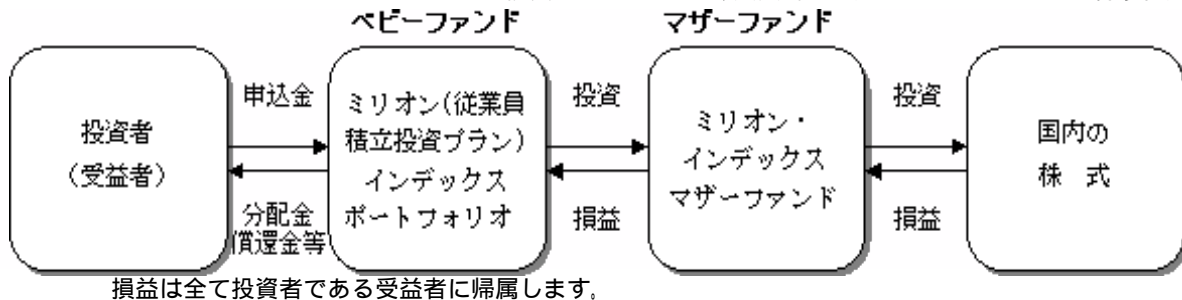 ベビーファンド
マザーファンド
投資者
(受益者)
申込金
分配金
償還金等
ミリオン(従業員
積立投資プラン)
インデックス
ポートフォリオ
投資
損益
ミリオン・
インデックス
マザーファンド
投資
損益
国内の
株 式
損益は全て投資者である受益者に帰属します。